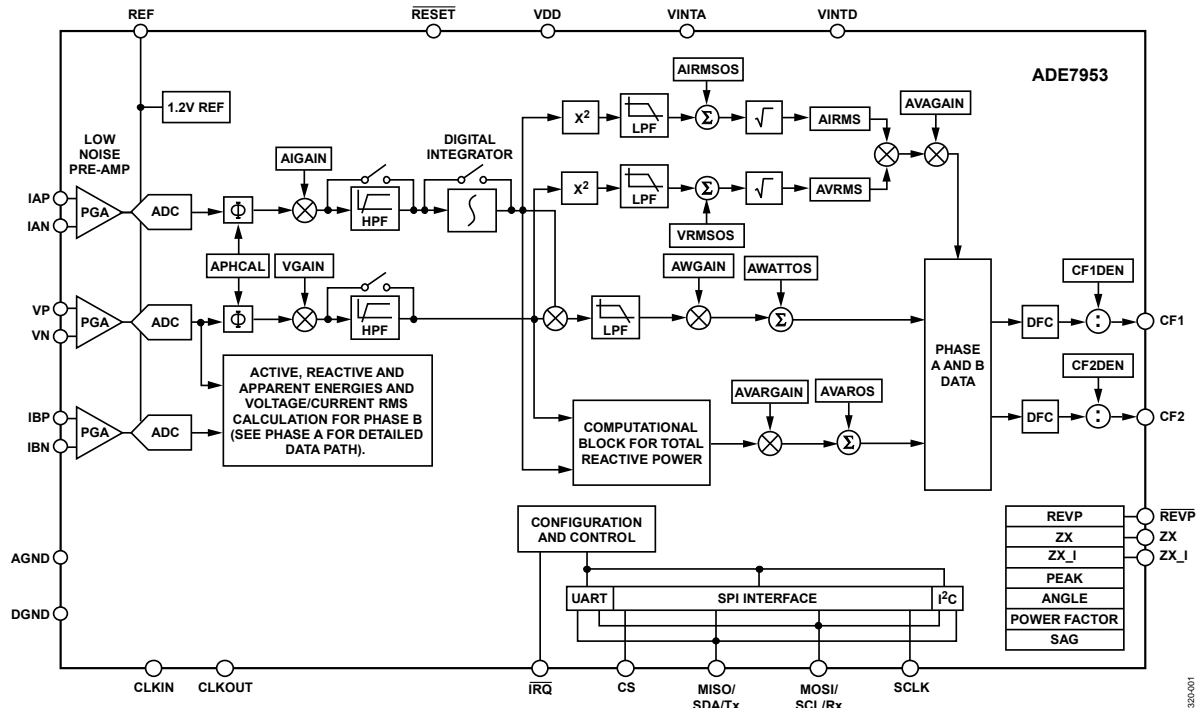 REF
RESET
VDD
VINTA
VINTD
ADE7953
1.2V REF
LOW
NOISE
PRE-AMP
AIGAIN
DIGITAL
INTEGRATOR
AIRMSOS
AVAGAIN
X2
LPF
Σ
√
AIRMS
X2
LPF
Σ
√
AVRMS
VRMSOS
IAP
IAN
PGA
ADC
Φ
HPF
∫
APHCAL
VGAIN
AWGAIN
AWATTOS
CF1DEN
VP
VN
PGA
ADC
Φ
HPF
LPF
Σ
PHASE
A AND B
DATA
DFC
:
CF1
CF2DEN
ACTIVE, REACTIVE AND
APPARENT ENERGIES AND
VOLTAGE/CURRENT RMS
CALCULATION FOR PHASE B
(SEE PHASE A FOR DETAILED
DATA PATH).
IBP
IBN
PGA
ADC
COMPUTATIONAL
BLOCK FOR TOTAL
REACTIVE POWER
AVARGAIN
AVAROS
Σ
DFC
:
CF2
CONFIGURATION
AND CONTROL
REVP
REVP
ZX
ZX
ZX_I
ZX_I
PEAK
ANGLE
POWER FACTOR
SAG
AGND
DGND
UART
SPI INTERFACE
I2C
CLKIN
CLKOUT
IRQ
CS
MISO/
SDA/Tx
MOSI/
SCL/Rx
SCLK
320-001